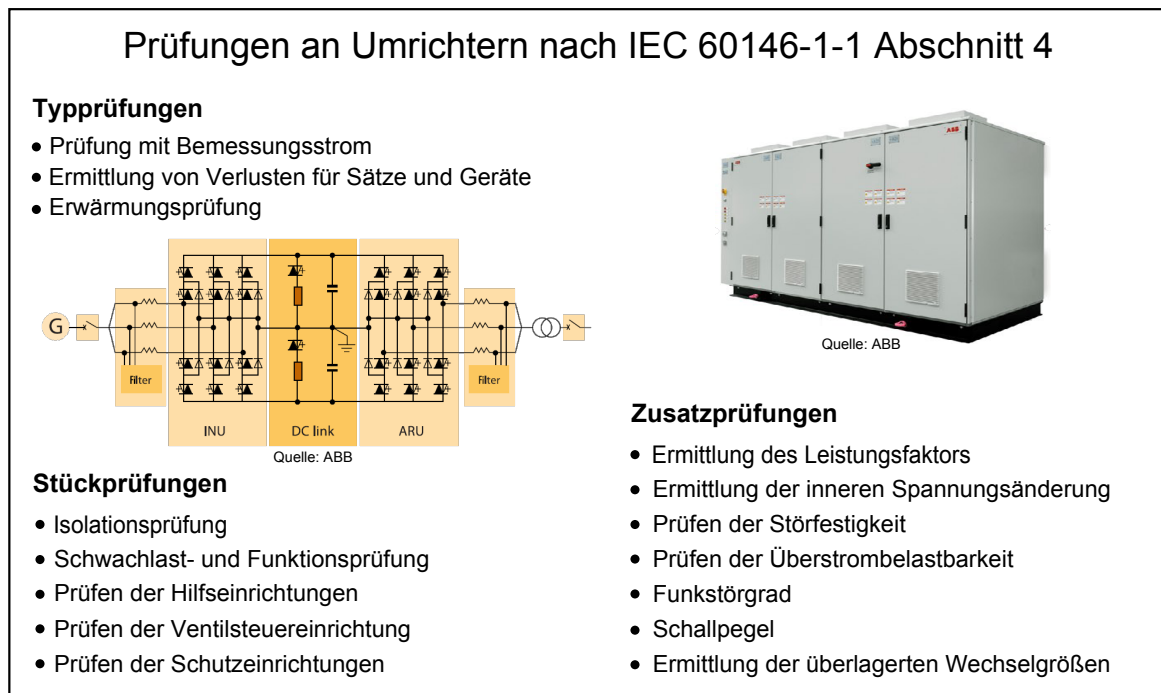 Prüfungen an Umrichtern nach IEC 60146-1-1 Abschnitt 4
Typprüfungen
• Prüfung mit Bemessungsstrom
• Ermittlung von Verlusten für Sätze und Geräte
• Erwärmungsprüfung
G
Filter
INU
DC link
ARU
Filter
Quelle: ABB
ABB
ABB
Quelle: ABB
Stückprüfungen
• Isolationsprüfung
• Schwachlast- und Funktionsprüfung
• Prüfen der Hilfseinrichtungen
• Prüfen der Ventilsteuereinrichtung
• Prüfen der Schutzeinrichtungen
Zusatzprüfungen
• Ermittlung des Leistungsfaktors
• Ermittlung der inneren Spannungsänderung
• Prüfen der Störfestigkeit
• Prüfen der Überstrombelastbarkeit
• Funkstörgrad
• Schallpegel
• Ermittlung der überlagerten Wechselgrößen